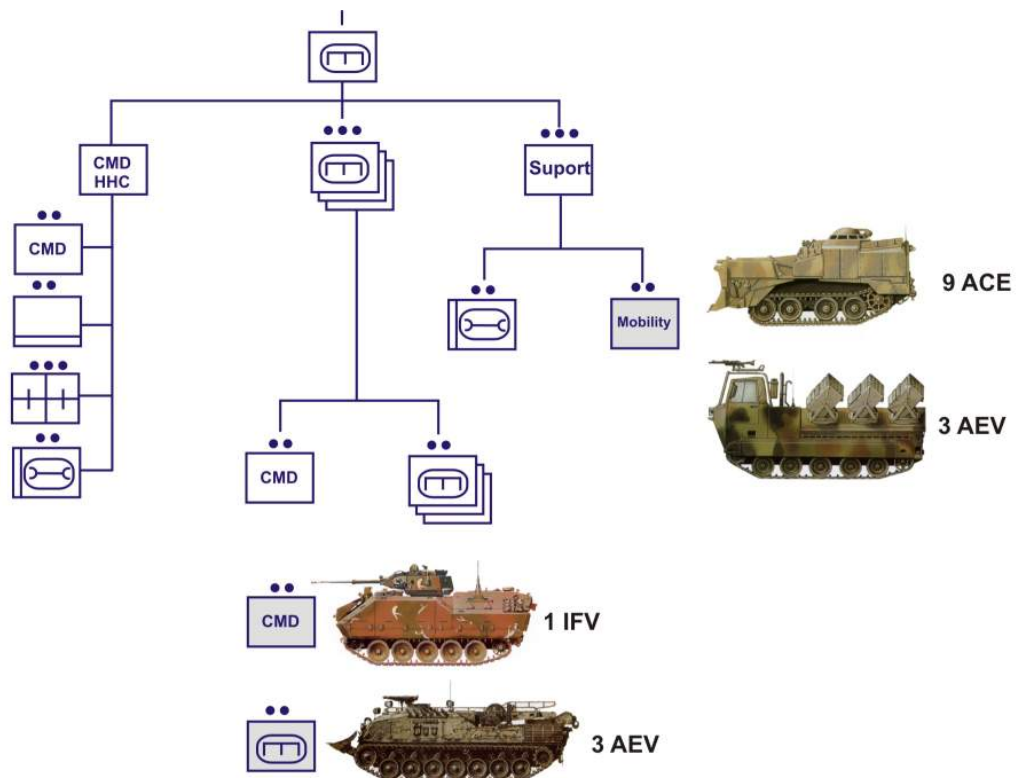 CMD
HHC
Suport
CMD
Mobility
9 ACE
3 AEV
CMD
CMD
1 IFV
3 AEV